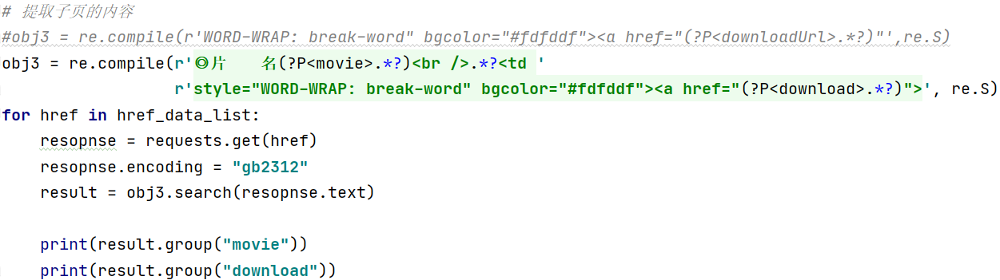 # 提取子页的内容
#obj3 = re.compile(r'WORD-WRAP: break-word" bgcolor="#fdfddf"><a href="(?P<downloadUrl>.*?)"',re.S)
obj3 = re.compile(r'◎片　　名(?P<movie>.*?)<br />.*?<td '
                  r'style="WORD-WRAP: break-word" bgcolor="#fdfddf"><a href="(?P<download>.*?)">', re.S)
for href in href_data_list:
    resopnse = requests.get(href)
    resopnse.encoding = "gb2312"
    result = obj3.search(resopnse.text)
    print(result.group("movie"))
    print(result.group("download"))